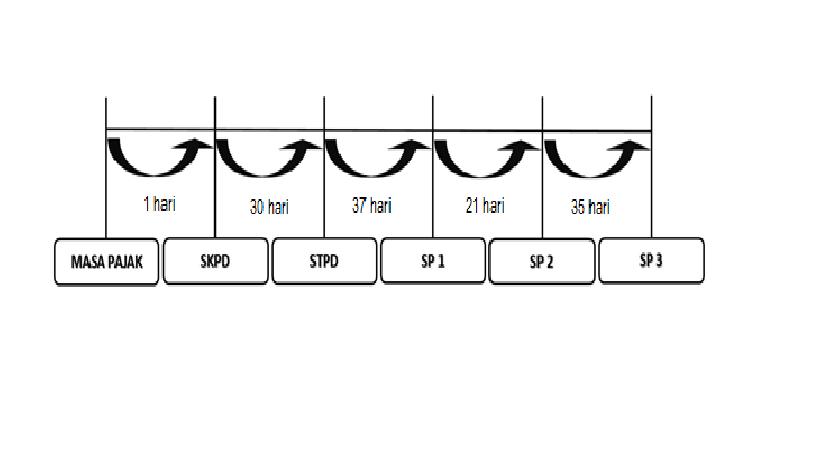 1 hari
30 hari
37 hari
21 hari
35 hari
MASA PAJAK
SKPD
STPD
SP 1
SP 2
SP 3